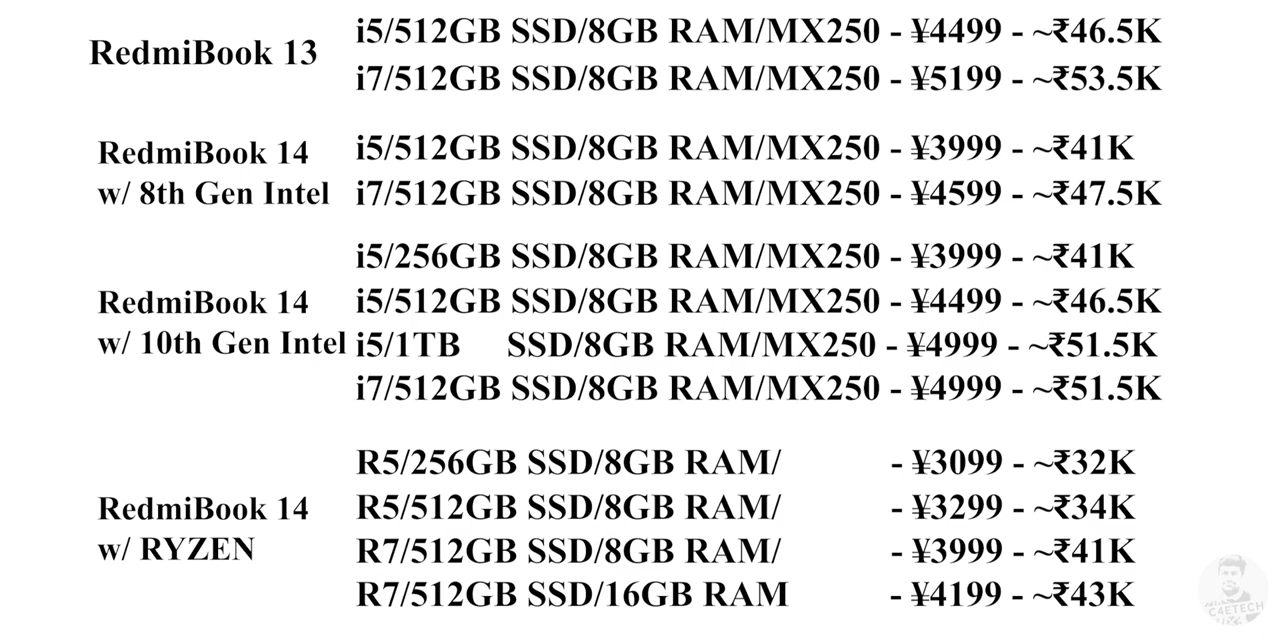 RedmiBook 13
i5/512GB SSD/8GB RAM/MX250 - ¥4499 - ~₹46.5K
i7/512GB SSD/8GB RAM/MX250 - ¥5199 - ~₹53.5K
RedmiBook 14
w/ 8th Gen Intel
i5/512GB SSD/8GB RAM/MX250 - ¥3999 - ~₹41K
i7/512GB SSD/8GB RAM/MX250 - ¥4599 - ~₹47.5K
RedmiBook 14
w/ 10th Gen Intel
i5/256GB SSD/8GB RAM/MX250 - ¥3999 - ~₹41K
i5/512GB SSD/8GB RAM/MX250 - ¥4499 - ~₹46.5K
i5/1TB SSD/8GB RAM/MX250 - ¥4999 - ~₹51.5K
i7/512GB SSD/8GB RAM/MX250 - ¥4999 - ~₹51.5K
RedmiBook 14
w/ RYZEN
R5/256GB SSD/8GB RAM/ - ¥3099 - ~₹32K
R5/512GB SSD/8GB RAM/ - ¥3299 - ~₹34K
R7/512GB SSD/8GB RAM/ - ¥3999 - ~₹41K
R7/512GB SSD/16GB RAM - ¥4199 - ~₹43K
C4ETECH